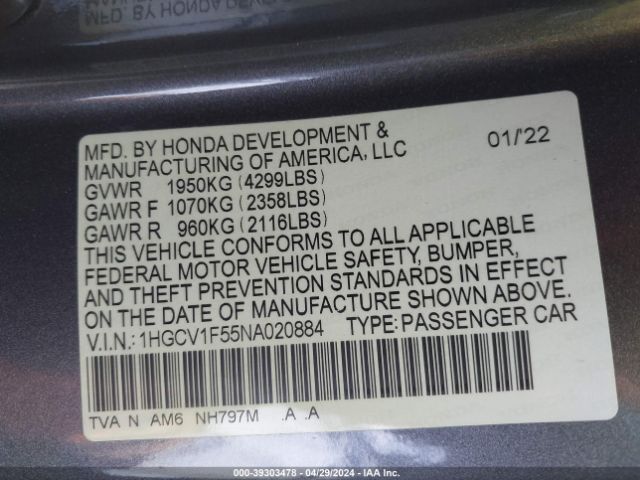 MFD. BY HONDA DEVELOPMENT &
MANUFACTURING OF AMERICA, LLC 01/'22
GVWR 1950KG (4299LBS)
GAWR F 1070KG (2358LBS)
GAWR R 960KG (2116LBS)
THIS VEHICLE CONFORMS TO ALL APPLICABLE
FEDERAL MOTOR VEHICLE SAFETY, BUMPER,
AND THEFT PREVENTION STANDARDS IN EFFECT
ON THE DATE OF MANUFACTURE SHOWN ABOVE.
V.I.N.: 1HGCV1F55NA020884 TYPE: PASSENGER CAR
TVA N AM6 NH797M .A .A
000-39303478 - 04/29/2024 - IAA Inc.